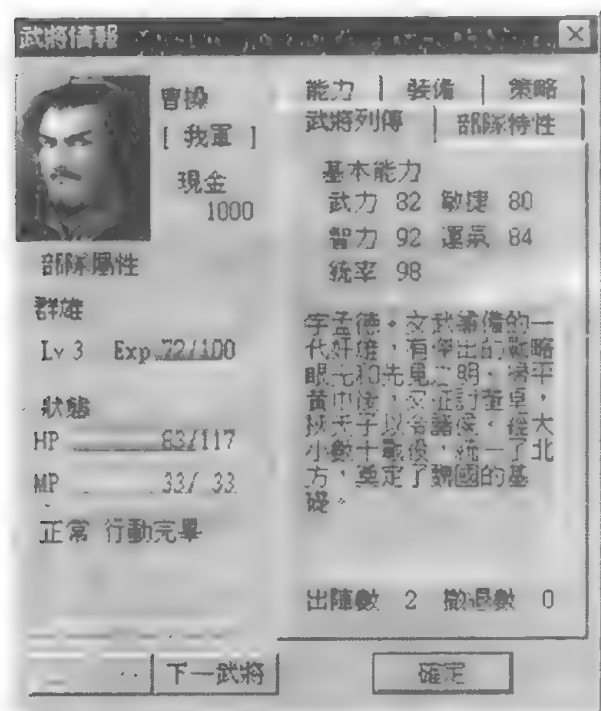 武將情報
曹操
[ 我軍 ]
現金
1000
部隊屬性
群雄
Lv 3 Exp 72/100
狀態
HP 83/117
MP 33/ 33
正常 行動完畢
能力 裝備 策略
武將列傳 部隊特性
基本能力
武力 82 敏捷 80
智力 92 運氣 84
統率 98
字孟德。文武兼備的一
代奸雄，有傑出的戰略
眼光和先見之明，掃平
黃巾後，又征討董卓，
挾天子以令諸侯。經大
小數十戰役，統一了北
方，奠定了魏國的基
礎。
出陣數 2 撤退數 0
下一武將
確定